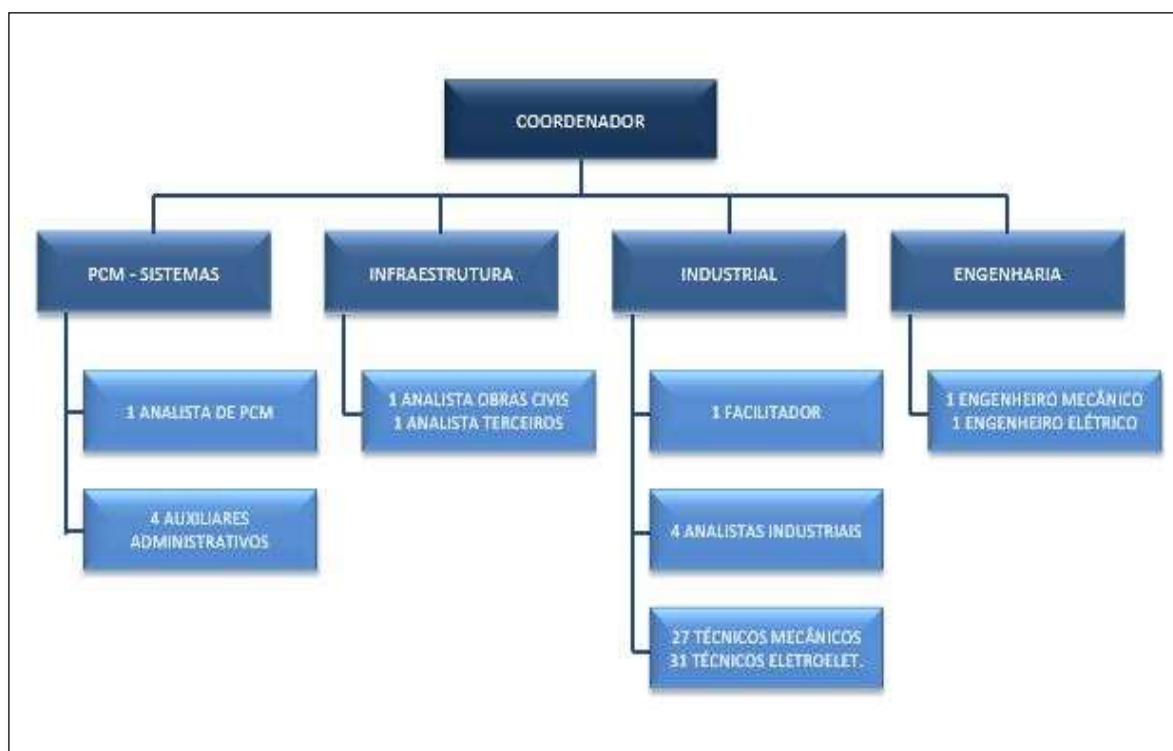 COORDENADOR
PCM - SISTEMAS
INFRAESTRUTURA
INDUSTRIAL
ENGENHARIA
1 ANALISTA DE PCM
1 ANALISTA OBRAS CIVIS
1 ANALISTA TERCEIROS
1 FACILITADOR
1 ENGENHEIRO MECÂNICO
1 ENGENHEIRO ELÉTRICO
4 AUXILIARES
ADMINISTRATIVOS
4 ANALISTAS INDUSTRIAIS
27 TÉCNICOS MECÂNICOS
31 TÉCNICOS ELETROELET.